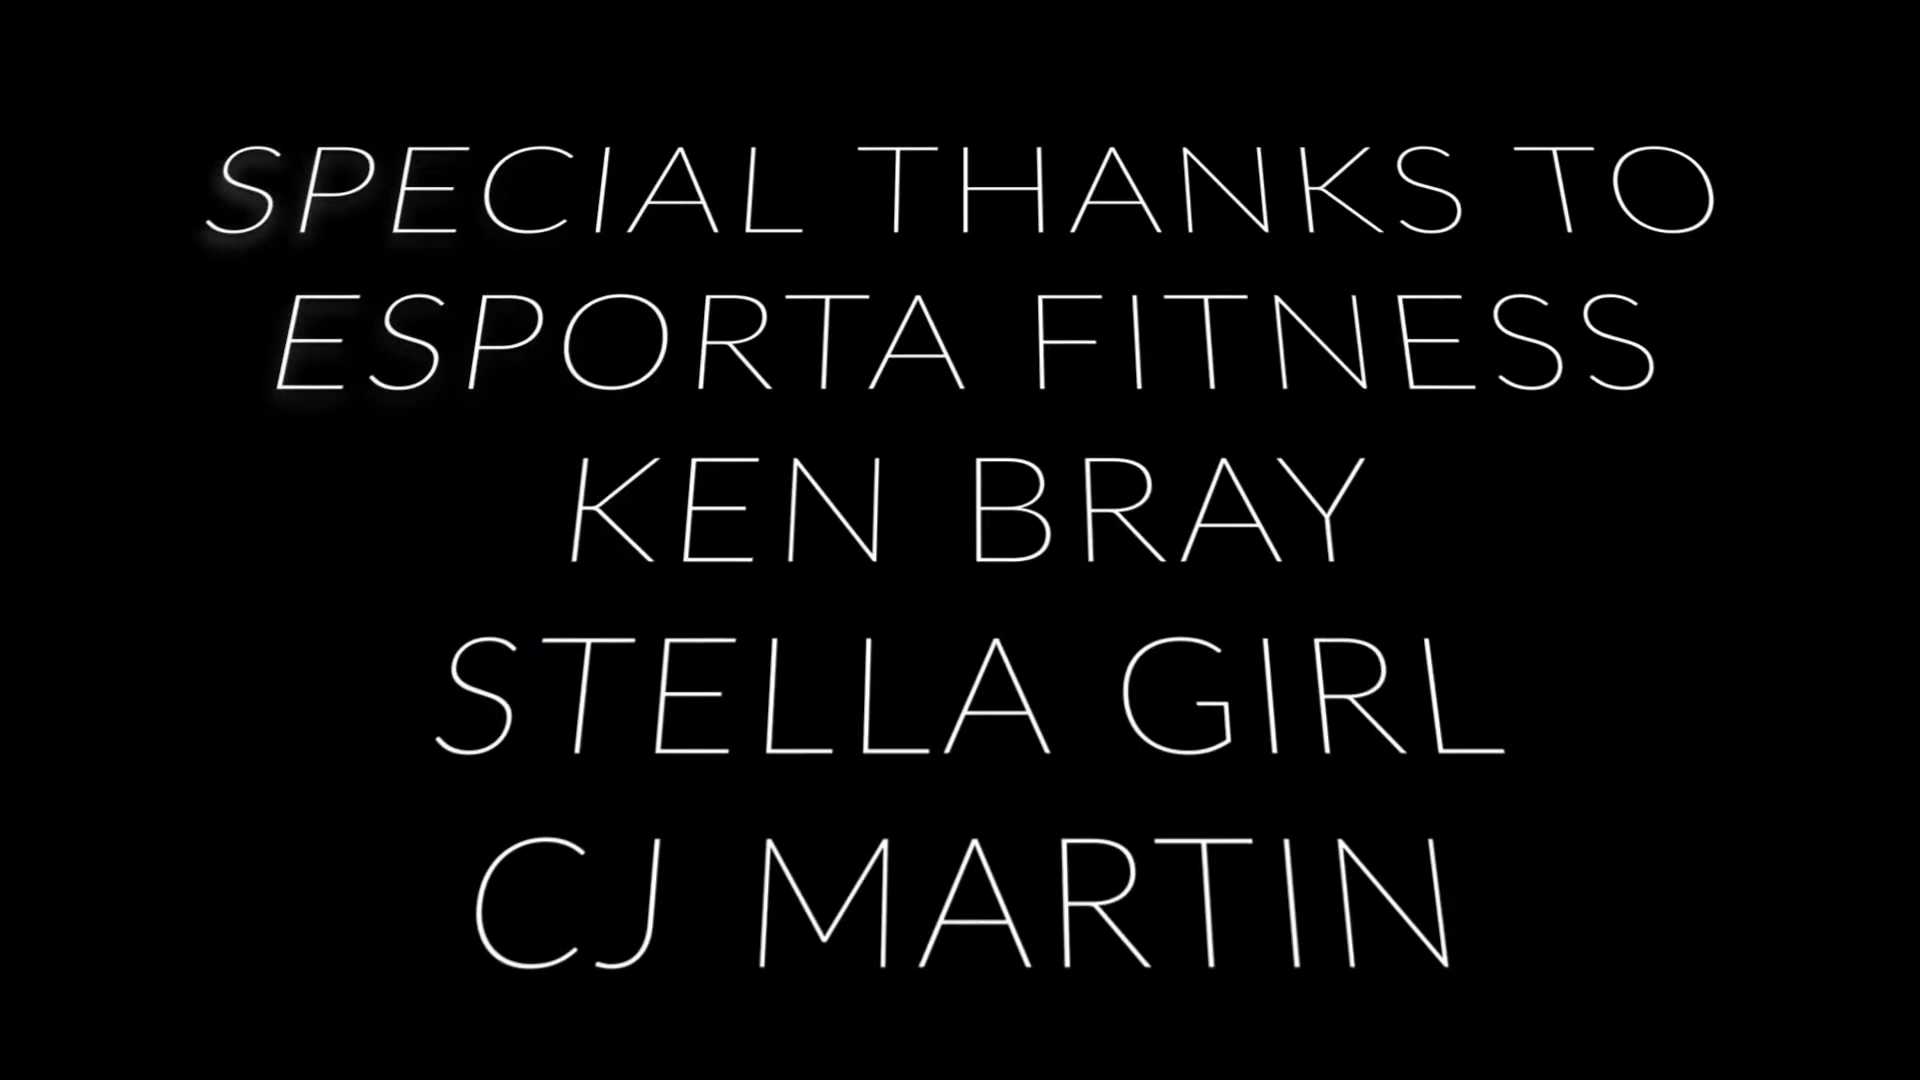 SPECIAL THANKS TO
ESPORTA FITNESS
KEN BRAY
STELLA GIRL
CJ MARTIN